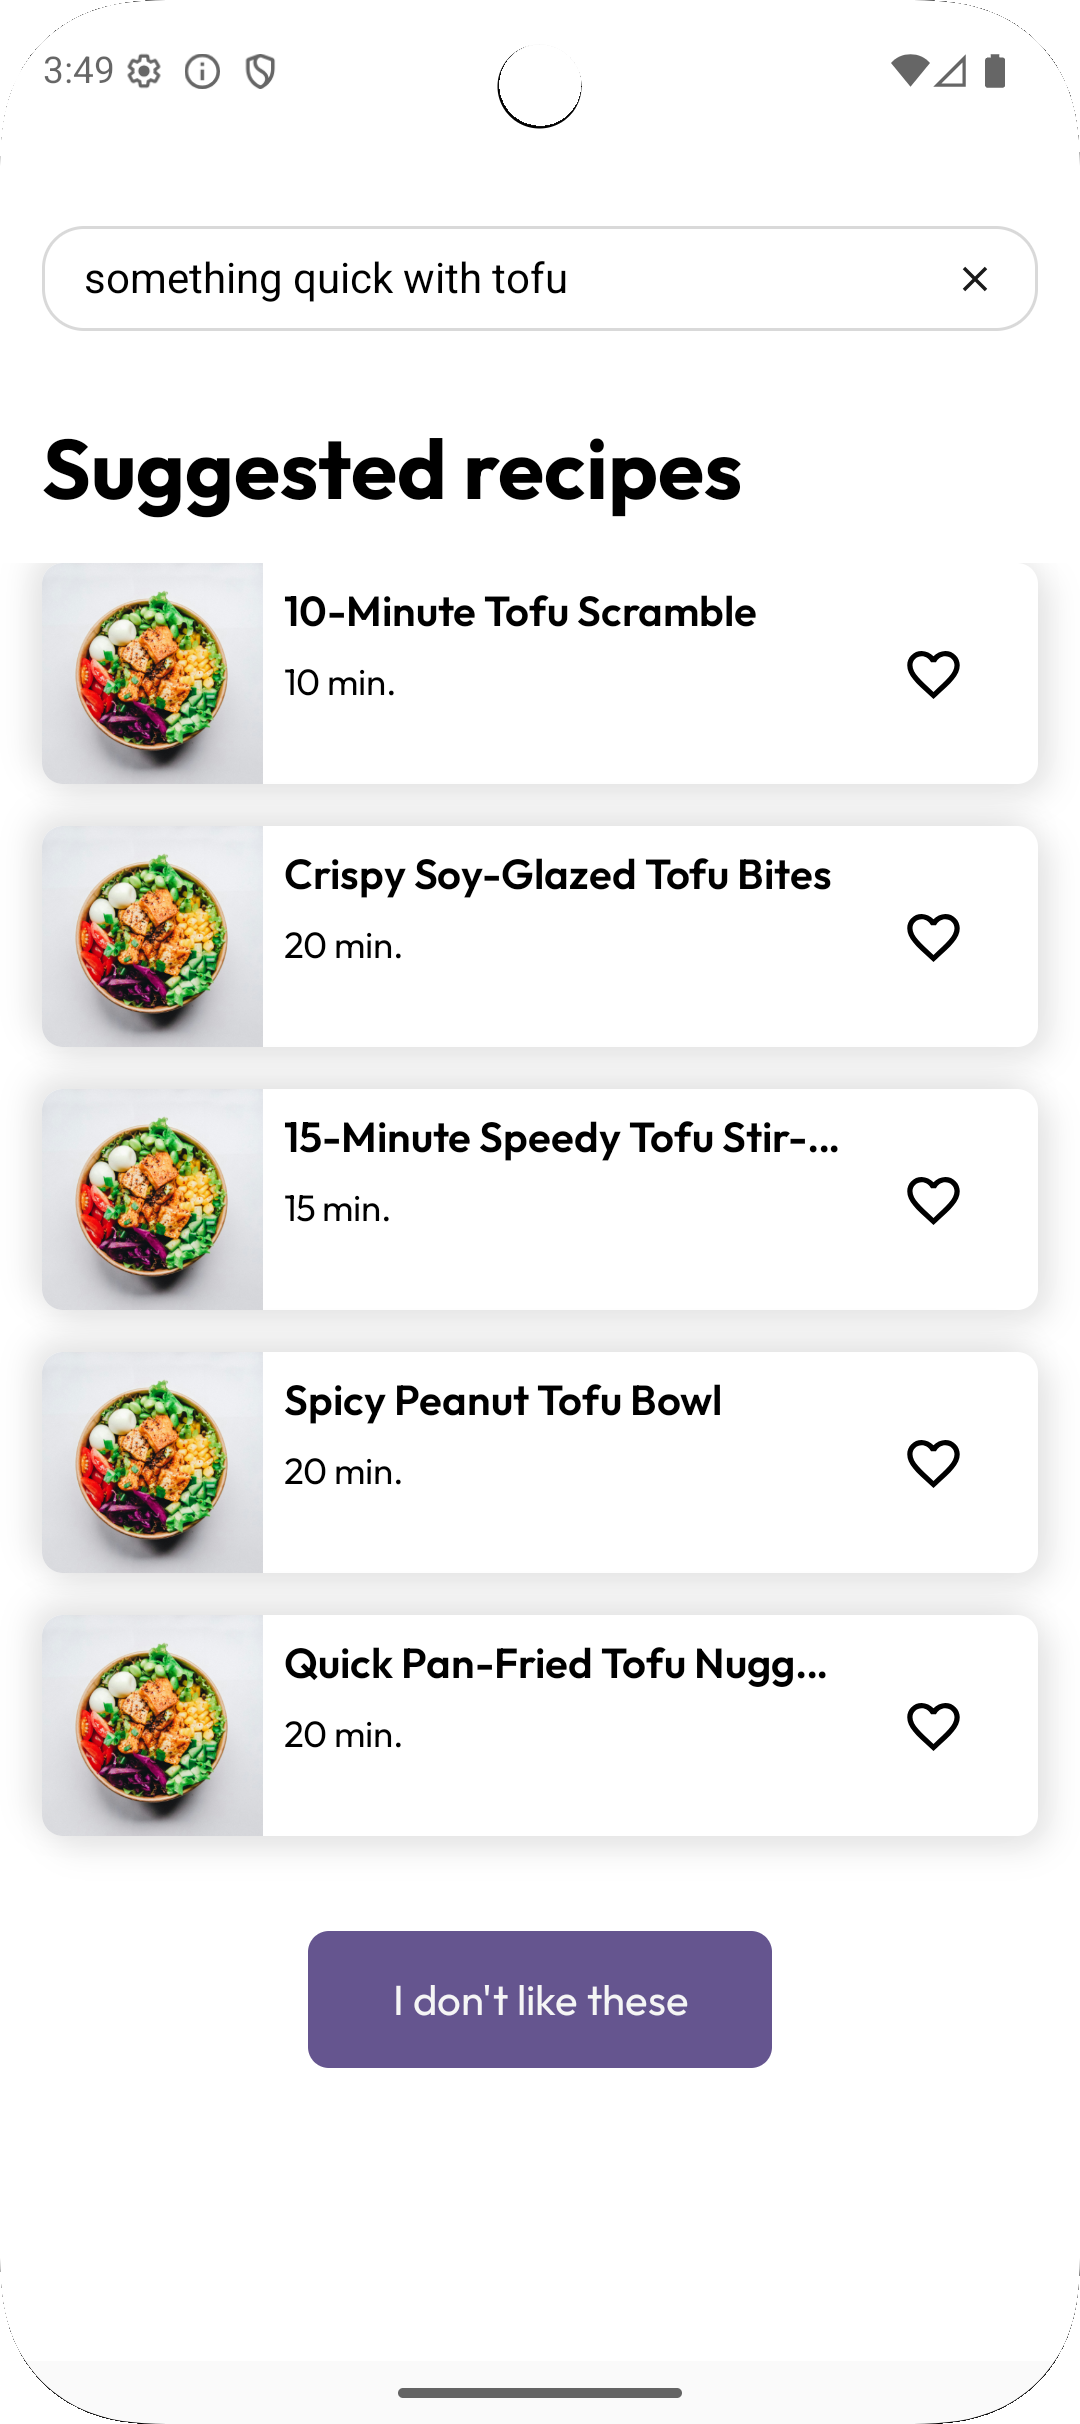 3:49
something quick with tofu
Suggested recipes
10-Minute Tofu Scramble
10 min.
Crispy Soy-Glazed Tofu Bites
20 min.
15-Minute Speedy Tofu Stir-...
15 min.
Spicy Peanut Tofu Bowl
20 min.
Quick Pan-Fried Tofu Nugg...
20 min.
I don't like these